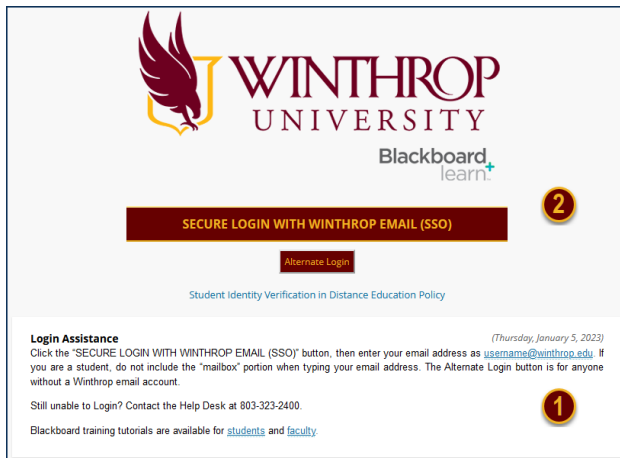 WINTHROP
UNIVERSITY
Blackboard
learn™
2
SECURE LOGIN WITH WINTHROP EMAIL (SSO)
Alternate Login
Student Identity Verification in Distance Education Policy
Login Assistance (Thursday, January 5, 2023)
Click the “SECURE LOGIN WITH WINTHROP EMAIL (SSO)” button, then enter your email address as username@winthrop.edu. If
you are a student, do not include the “mailbox” portion when typing your email address. The Alternate Login button is for anyone
without a Winthrop email account.
Still unable to Login? Contact the Help Desk at 803-323-2400.
1
Blackboard training tutorials are available for students and faculty.